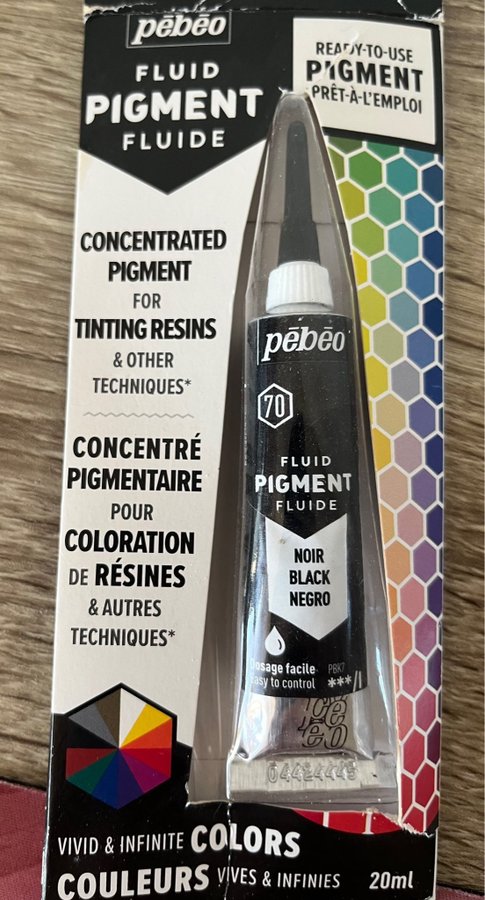 pébéo
FLUID
PIGMENT
FLUIDE
READY-TO-USE
PIGMENT
PRÊT-À-L'EMPLOI
CONCENTRATED
PIGMENT
FOR
TINTING RESINS
& OTHER
TECHNIQUES*
CONCENTRÉ
PIGMENTAIRE
POUR
COLORATION
DE RÉSINES
& AUTRES
TECHNIQUES*
pébéo
70
FLUID
PIGMENT
FLUIDE
NOIR
BLACK
NEGRO
Dosage facile PBK7
easy to control ***/
VIVID & INFINITE COLORS
COULEURS VIVES & INFINIES 20ml